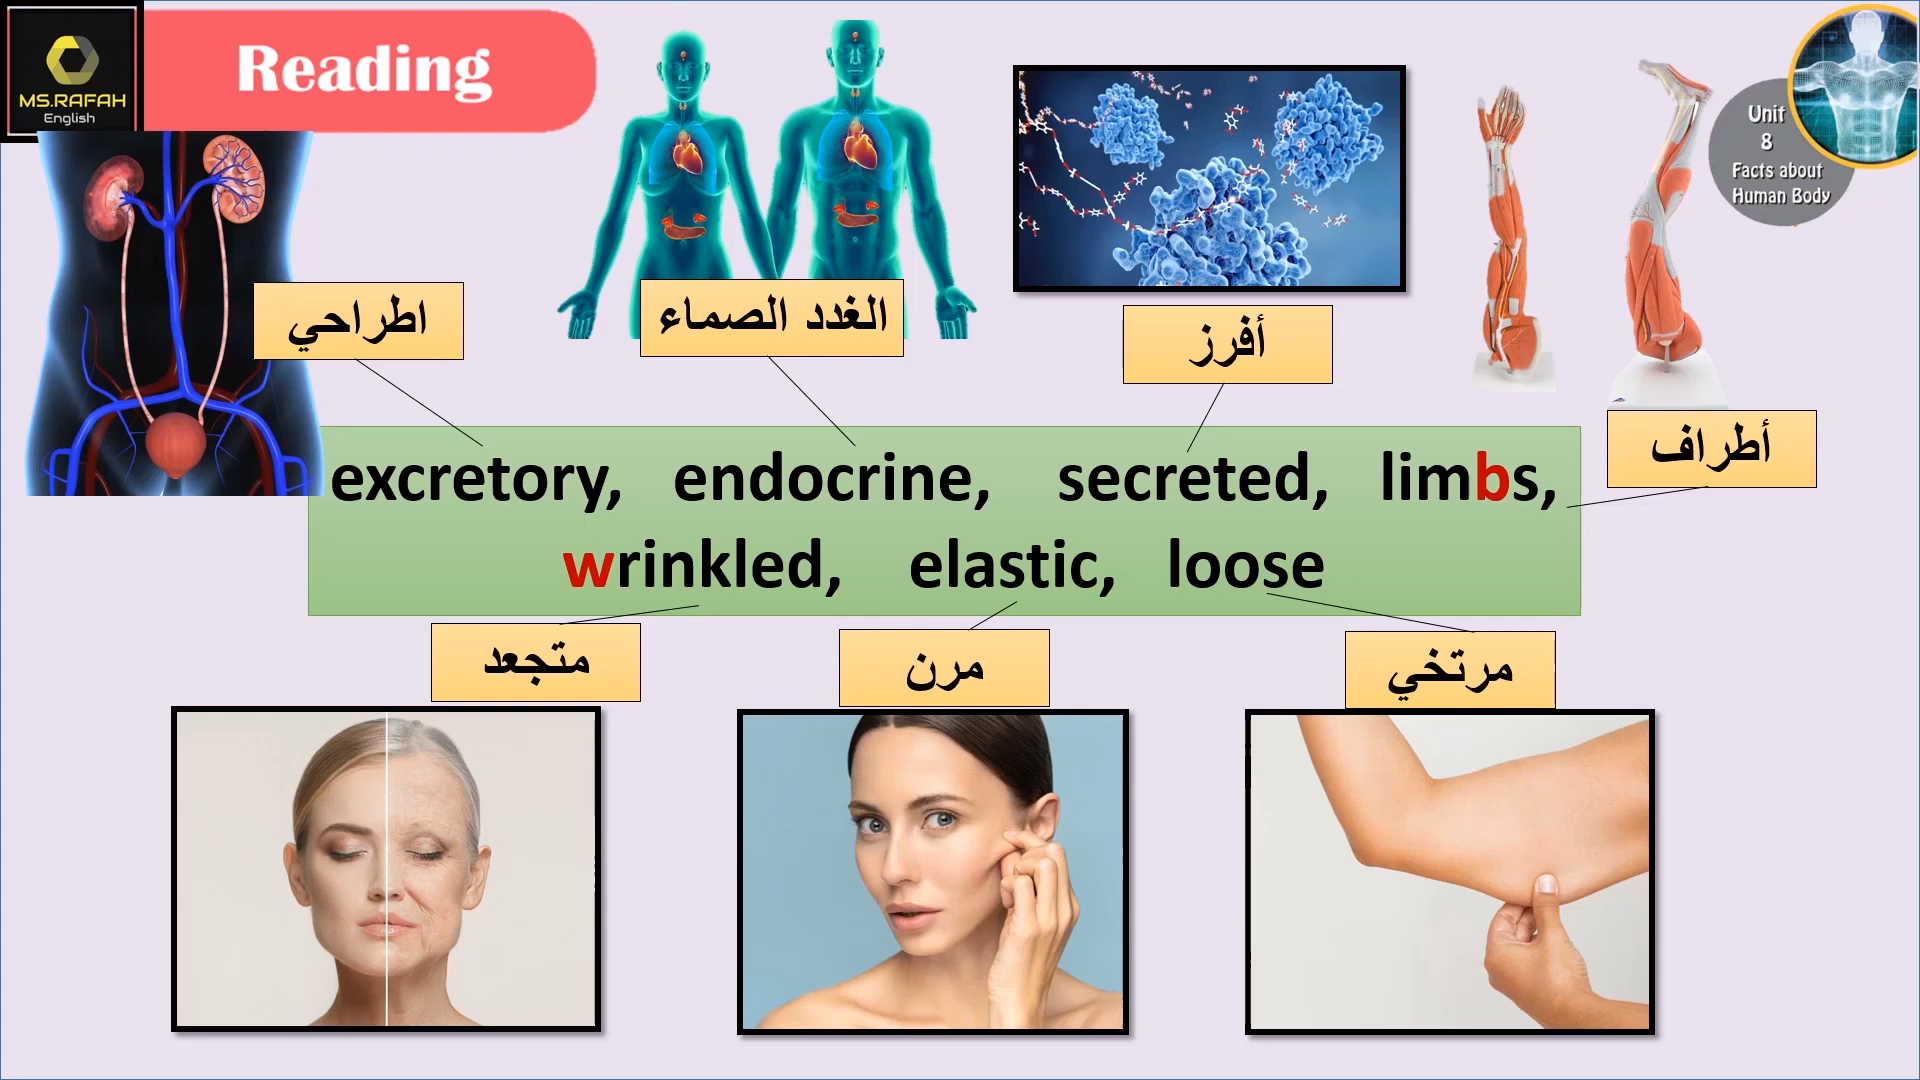 MS.RAFAH
English
Reading
Unit
8
Facts about
Human Body
اطراحي
الغدد الصماء
أفرز
أطراف
excretory, endocrine, secreted, limbs,
wrinkled, elastic, loose
متجعد
مرن
مرتخي